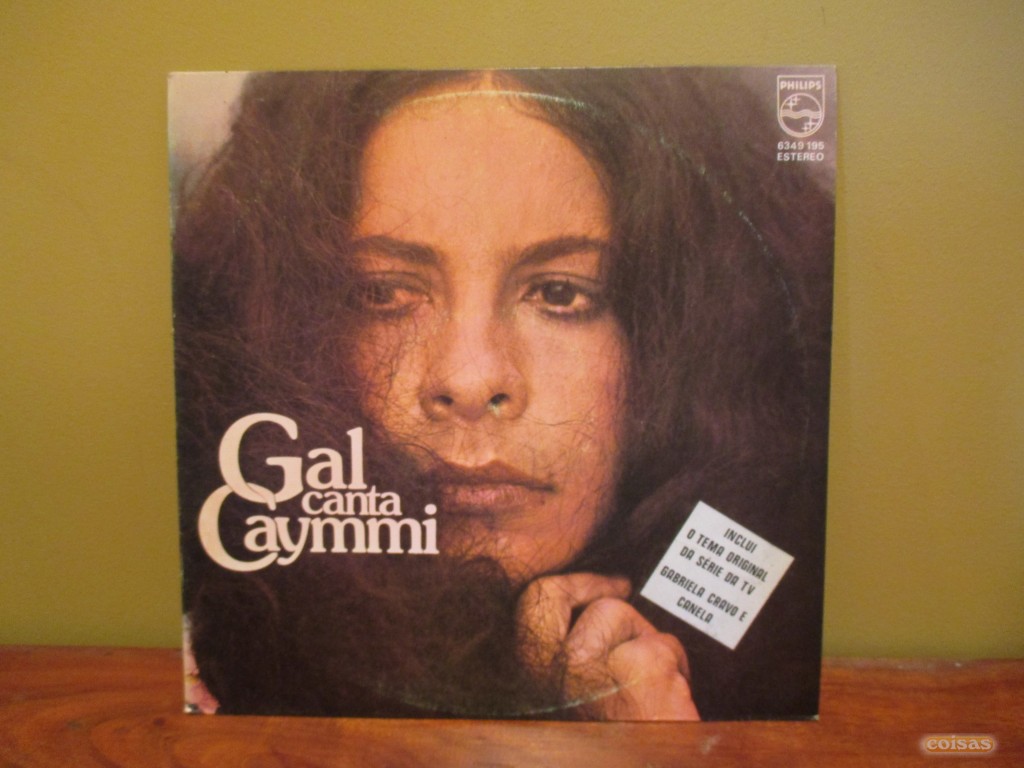 PHILIPS
6349 195
ESTEREO
Gal
canta
Caymmi
INCLUI
O TEMA ORIGINAL
DA SÉRIE DA TV
GABRIELA CRAVO E
CANELA
coisas